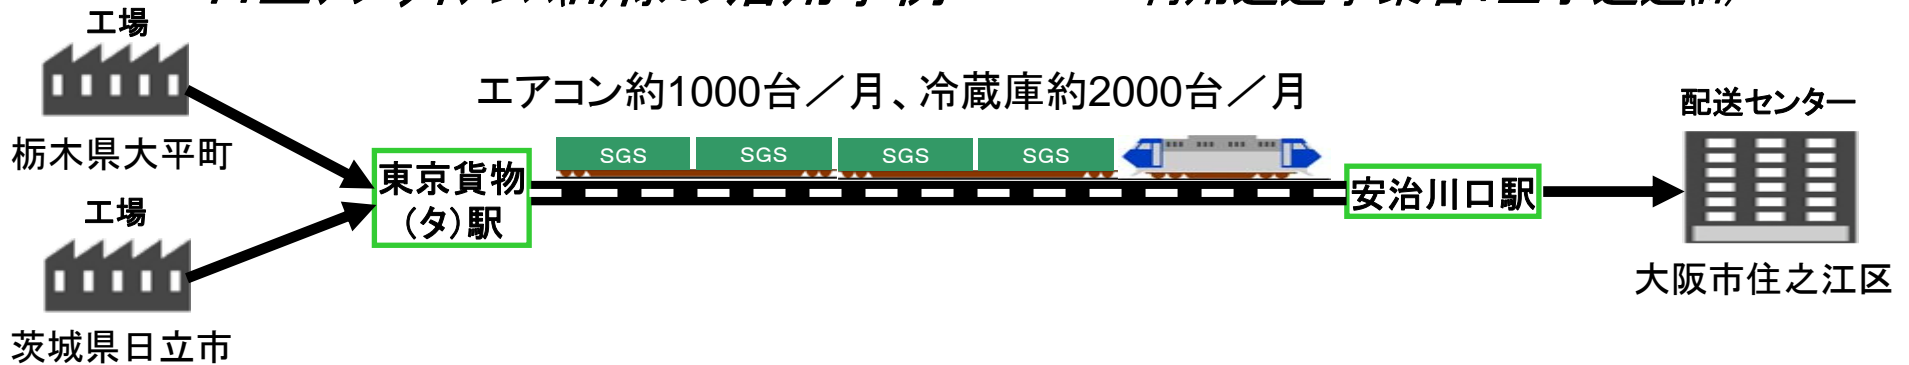 工場
栃木県大平町
工場
茨城県日立市
エアコン約1000台／月、冷蔵庫約2000台／月
SGS SGS SGS SGS
東京貨物
（タ）駅
安治川口駅
配送センター
大阪市住之江区